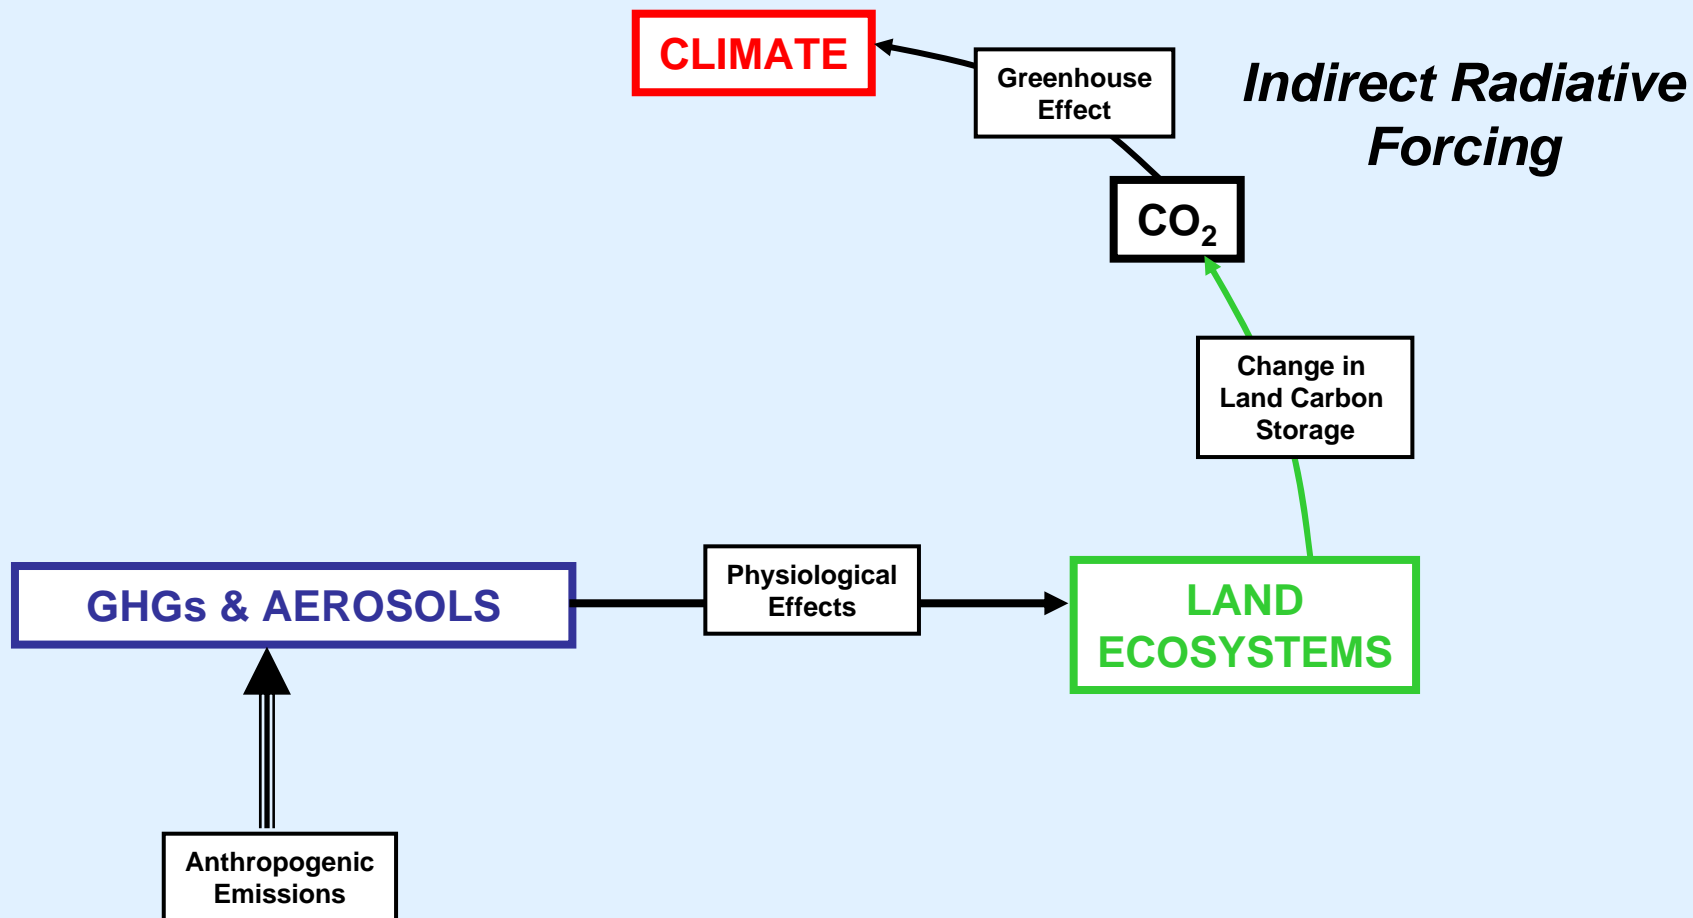 CLIMATE
Greenhouse
Effect
Indirect Radiative
Forcing
CO₂
Change in
Land Carbon
Storage
GHGs & AEROSOLS
Physiological
Effects
LAND
ECOSYSTEMS
Anthropogenic
Emissions